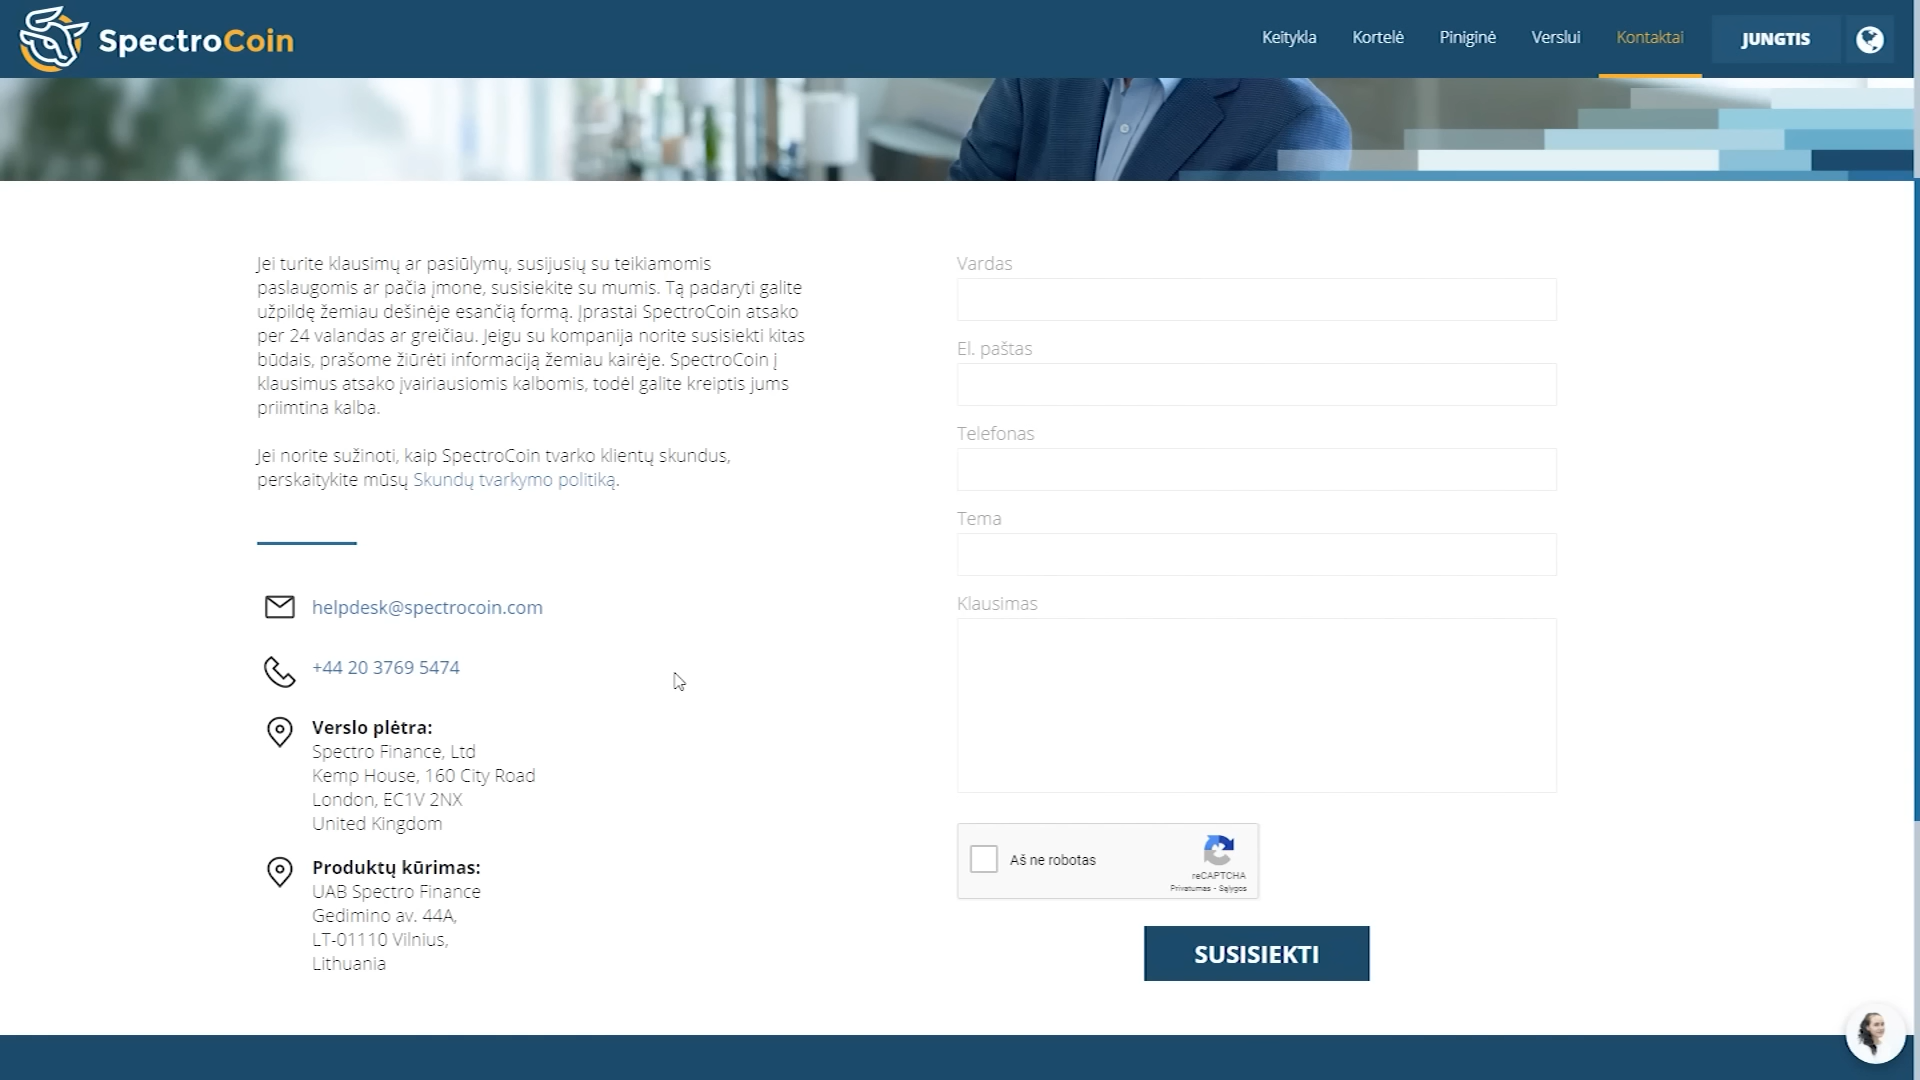 SpectroCoin
Keitykla
Kortelė
Piniginė
Verslui
Kontaktai
JUNGTIS
Jei turite klausimų ar pasiūlymų, susijusių su teikiamomis
paslaugomis ar pačia įmone, susisiekite su mumis. Tą padaryti galite
užpildę žemiau dešinėje esančią formą. Įprastai SpectroCoin atsako
per 24 valandas ar greičiau. Jeigu su kompanija norite susisiekti kitas
būdais, prašome žiūrėti informaciją žemiau kairėje. SpectroCoin į
klausimus atsako įvairiausiomis kalbomis, todėl galite kreiptis jums
priimtina kalba.
Jei norite sužinoti, kaip SpectroCoin tvarko klientų skundus,
perskaitykite mūsų Skundų tvarkymo politiką.
helpdesk@spectrocoin.com
+44 20 3769 5474
Verslo plėtra:
Spectro Finance, Ltd
Kemp House, 160 City Road
London, EC1V 2NX
United Kingdom
Produktų kūrimas:
UAB Spectro Finance
Gedimino av. 44A,
LT-01110 Vilnius,
Lithuania
Vardas
El. paštas
Telefonas
Tema
Klausimas
Aš ne robotas
reCAPTCHA
Privatumas - Sąlygos
SUSISIEKTI